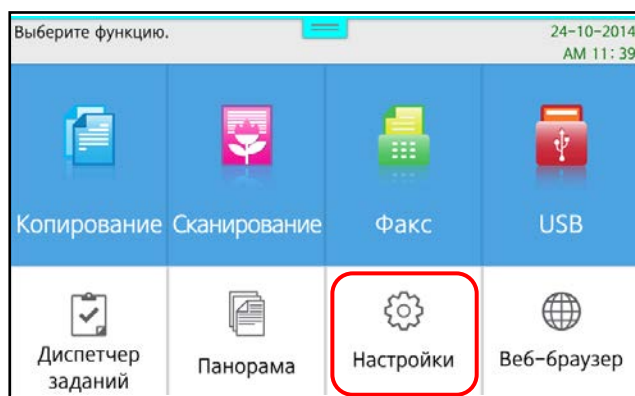 Выберите функцию.
24-10-2014
AM 11:39
Копирование
Сканирование
Факс
USB
Диспетчер
заданий
Панорама
Настройки
Веб-браузер